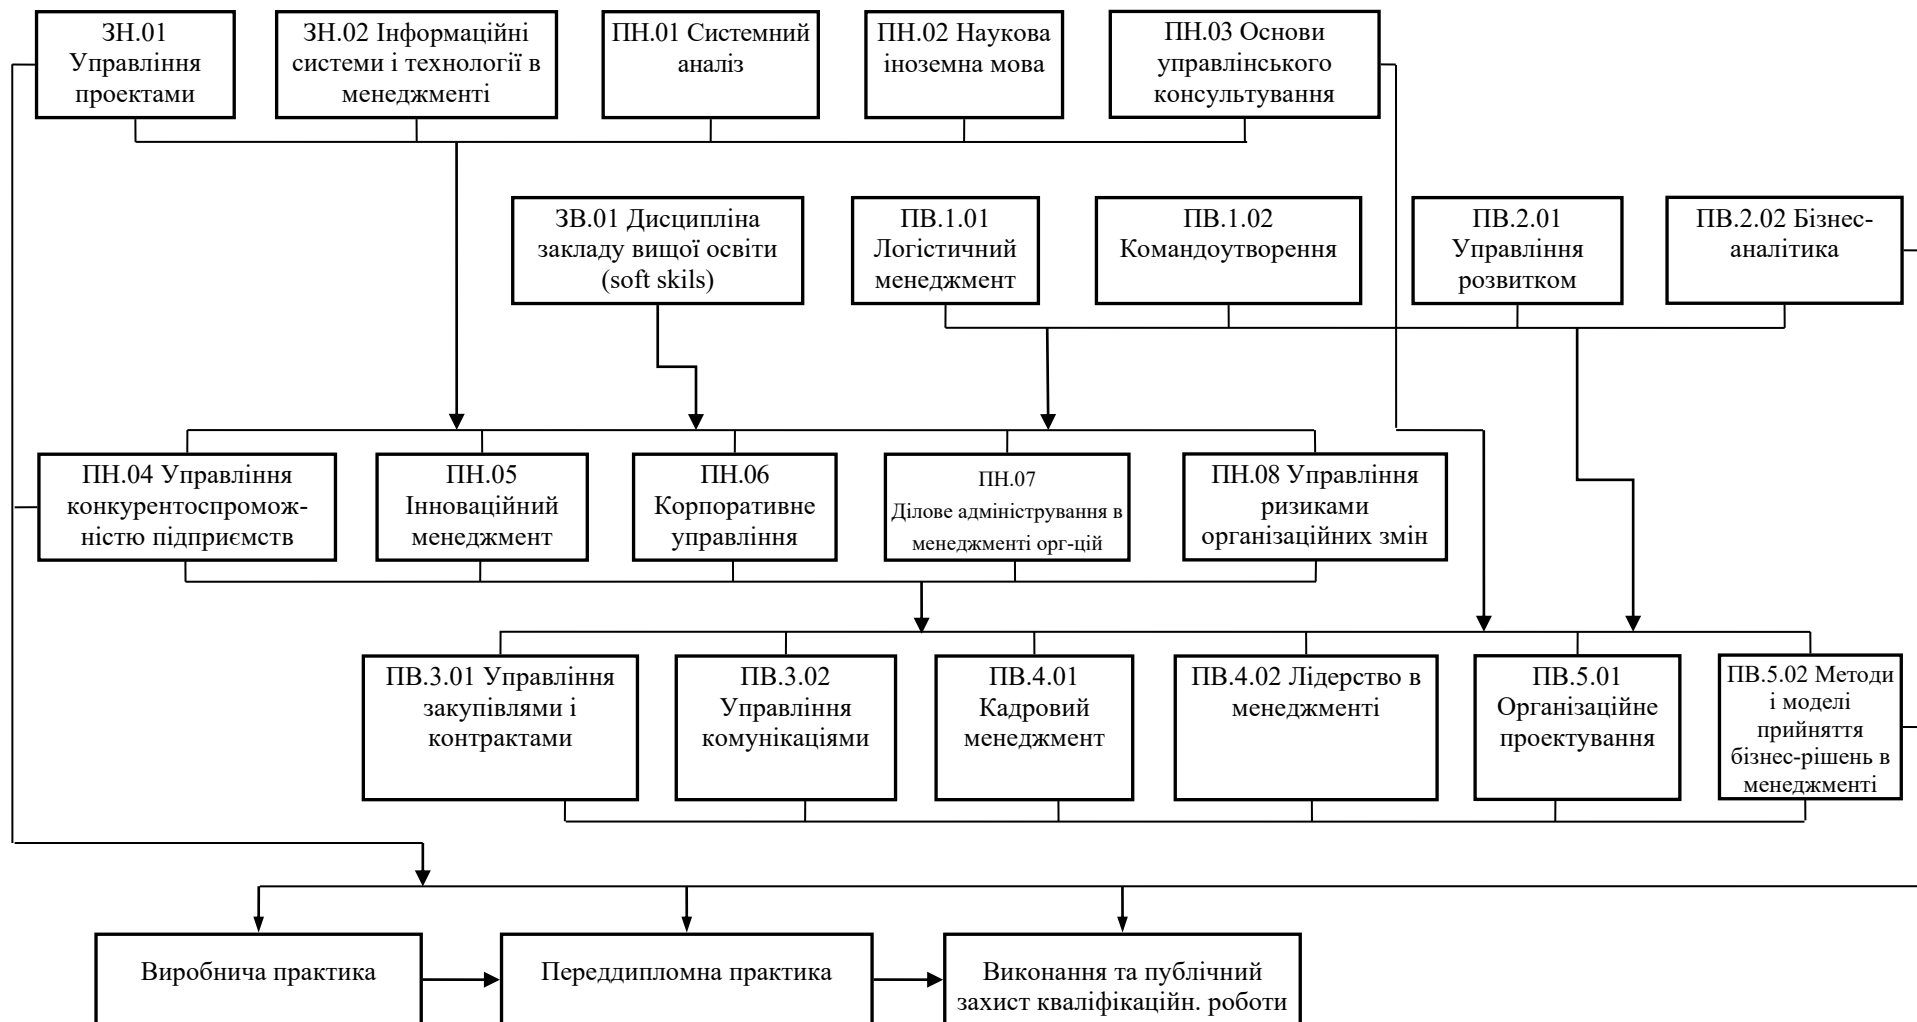 ЗН.01
Управління
проектами
ЗН.02 Інформаційні
системи і технології в
менеджменті
ПН.01 Системний
аналіз
ПН.02 Наукова
іноземна мова
ПН.03 Основи
управлінського
консультування
ЗВ.01 Дисципліна
закладу вищої освіти
(soft skils)
ПВ.1.01
Логістичний
менеджмент
ПВ.1.02
Командоутворення
ПВ.2.01
Управління
розвитком
ПВ.2.02 Бізнес-
аналітика
ПН.04 Управління
конкурентоспромож-
ністю підприємств
ПН.05
Інноваційний
менеджмент
ПН.06
Корпоративне
управління
ПН.07
Ділове адміністрування в
менеджменті орг-цій
ПН.08 Управління
ризиками
організаційних змін
ПВ.3.01 Управління
закупівлями і
контрактами
ПВ.3.02
Управління
комунікаціями
ПВ.4.01
Кадровий
менеджмент
ПВ.4.02 Лідерство в
менеджменті
ПВ.5.01
Організаційне
проектування
ПВ.5.02 Методи
і моделі
прийняття
бізнес-рішень в
менеджменті
Виробнича практика
Переддипломна практика
Виконання та публічний
захист кваліфікаційн. роботи